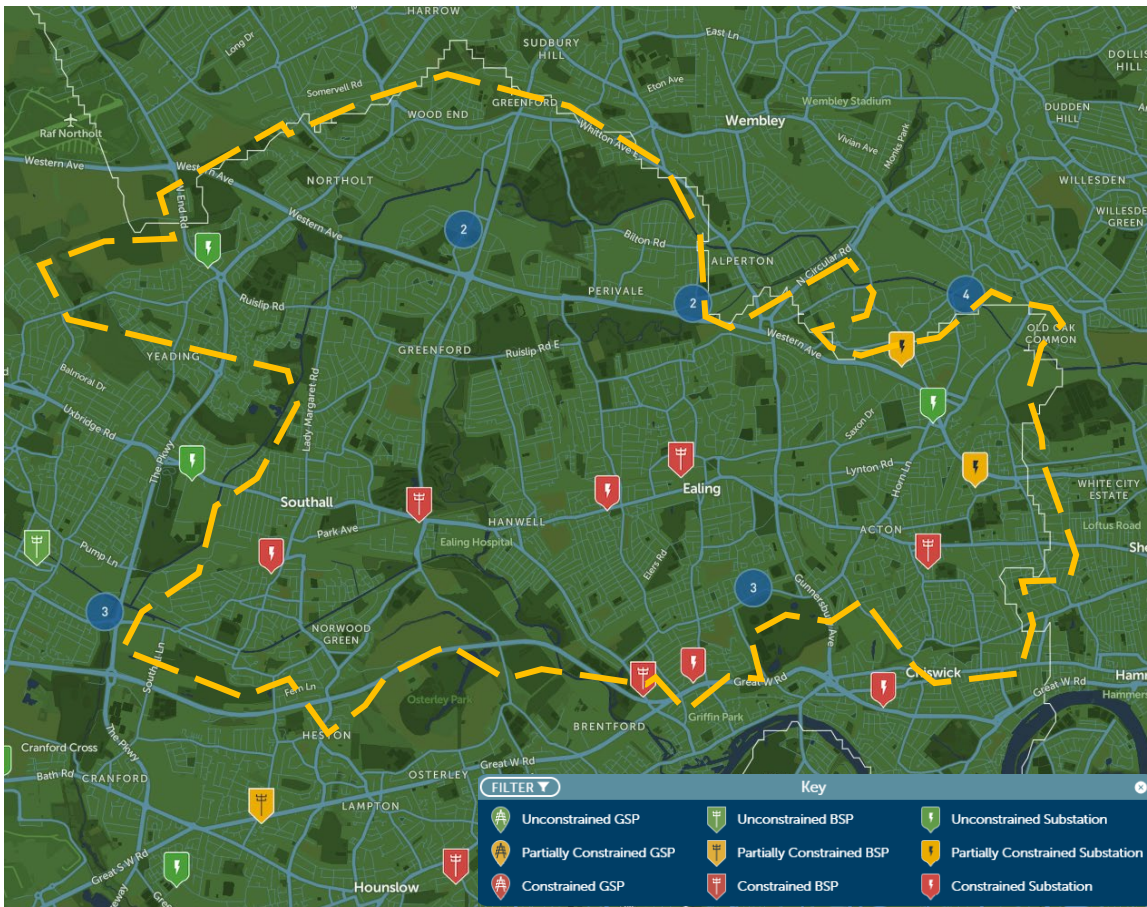 HARROW
Long Dr
SUDBURY
HILL
East Ln
DOLLIS
HILL
Somervell Rd
Eton Ave
GREENFORD
Wembley Stadium
WOOD END
DUDDEN
HILL
Raf Northolt
Wembley
Whitton Ave E
Vivian Ave
Monks Park
Western Ave
Western Ave
NORTHOLT
WILLESDEN
N End Rd
WILLESDEN
GREEN
Western Ave
2
Bilton Rd
N Circular Rd
ALPERTON
PERIVALE
4
Ruislip Rd
2
OLD OAK
COMMON
Western Ave
GREENFORD
Ruislip Rd E
YEADING
Balmoral Dr
Lady Margaret Rd
Saxon Dr
Uxbridge Rd
The Pkwy
Lynton Rd
Horn Ln
WHITE CITY
ESTATE
Southall
Ealing
HANWELL
Loftus Road
Park Ave
ACTON
Ealing Hospital
Pump Ln
She
Elers Rd
3
3
Gunnersbury Ave
NORWOOD
GREEN
Southall Ln
Chiswick
Great W Rd
Hamm
Fern Ln
Great W Rd
Hammers
Osterley Park
Griffin Park
BRENTFORD
HESTON
The Pkwy
Cranford Cross
Great W Rd
Bath Rd
CRANFORD
OSTERLEY
LAMPTON
Great S W Rd
Hounslow
FILTER
Key
Unconstrained GSP
Unconstrained BSP
Unconstrained Substation
Partially Constrained GSP
Partially Constrained BSP
Partially Constrained Substation
Constrained GSP
Constrained BSP
Constrained Substation